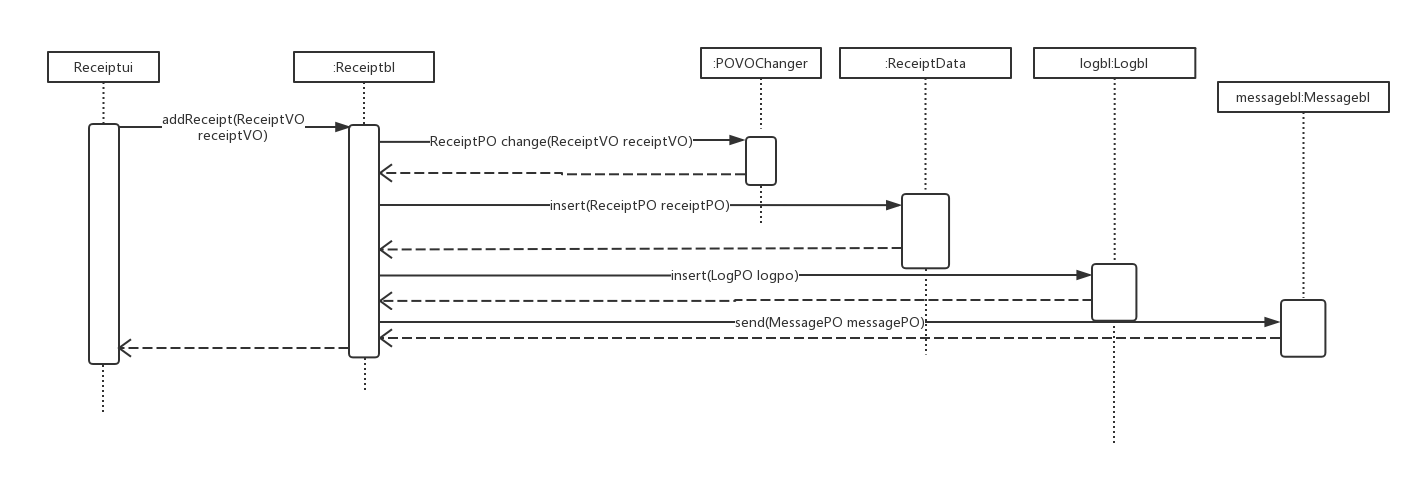 Receiptui
:Receiptbl
:POVOChanger
:ReceiptData
logbl:Logbl
messagebl:Messagebl
addReceipt(ReceiptVO
receiptVO)
ReceiptPO change(ReceiptVO receiptVO)
insert(ReceiptPO receiptPO)
insert(LogPO logpo)
send(MessagePO messagePO)